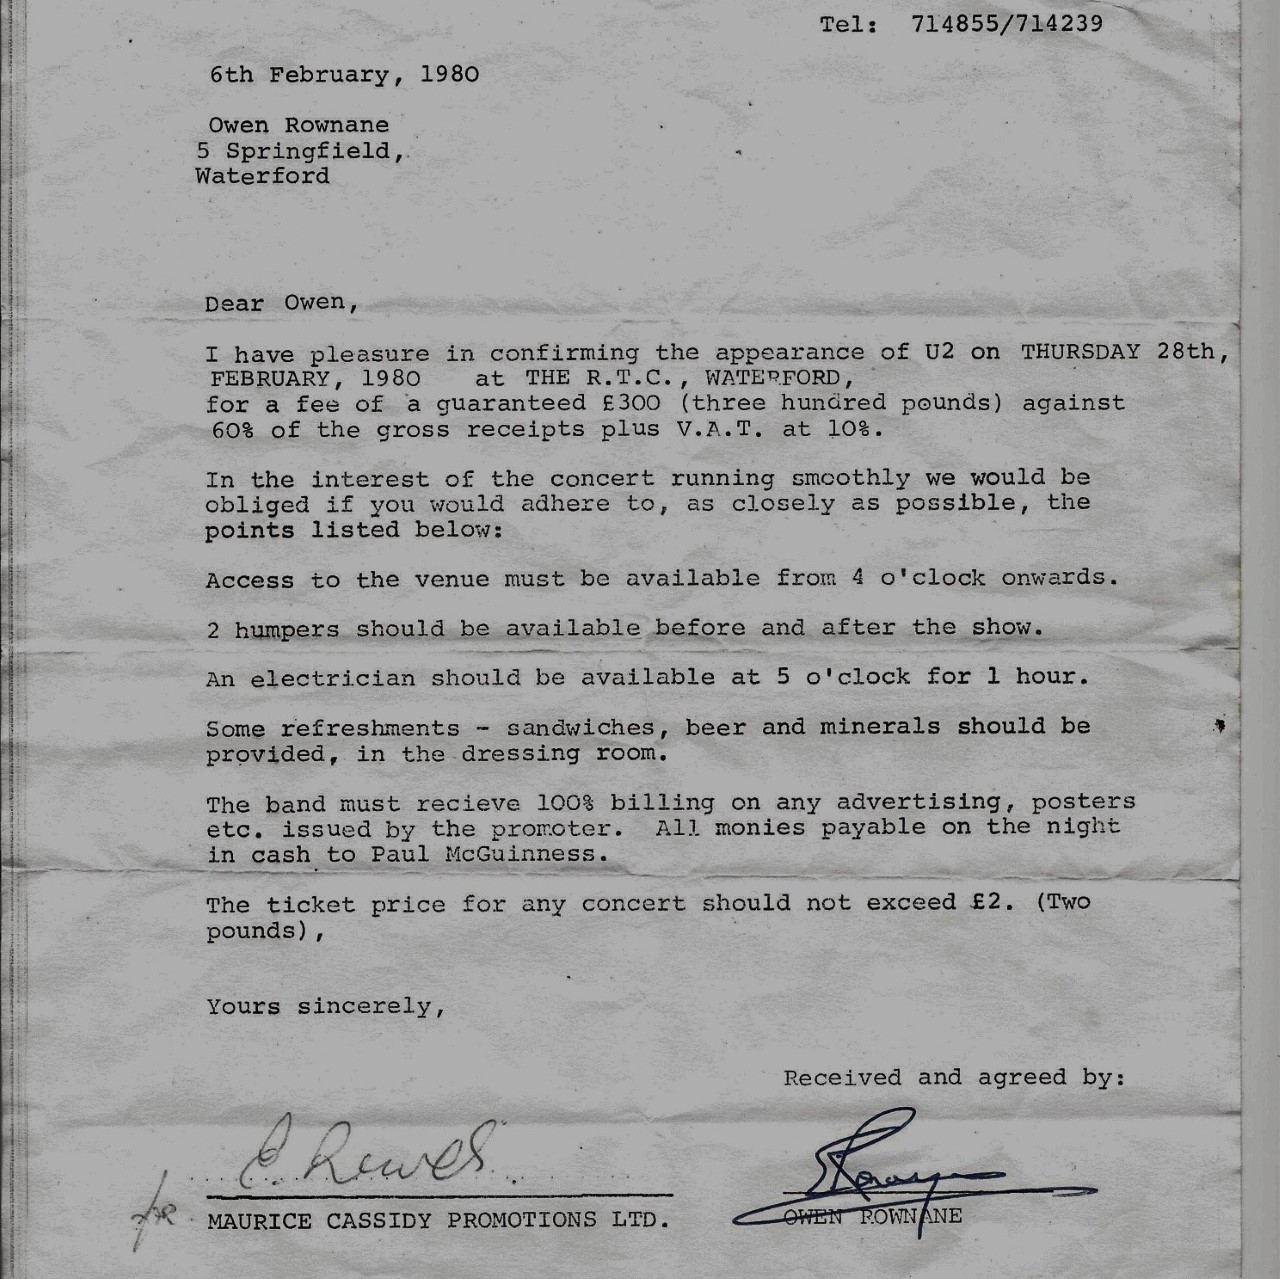 Tel: 714855/714239
6th February, 1980
Owen Rownane
5 Springfield,
Waterford
Dear Owen,
I have pleasure in confirming the appearance of U2 on THURSDAY 28th,
FEBRUARY, 1980 at THE R.T.C., WATERFORD,
for a fee of a guaranteed £300 (three hundred pounds) against
60% of the gross receipts plus V.A.T. at 10%.
In the interest of the concert running smoothly we would be
obliged if you would adhere to, as closely as possible, the
points listed below:
Access to the venue must be available from 4 o'clock onwards.
2 humpers should be available before and after the show.
An electrician should be available at 5 o'clock for 1 hour.
Some refreshments - sandwiches, beer and minerals should be
provided, in the dressing room.
The band must recieve 100% billing on any advertising, posters
etc. issued by the promoter. All monies payable on the night
in cash to Paul McGuinness.
The ticket price for any concert should not exceed £2. (Two
pounds),
Yours sincerely,
Received and agreed by:
MAURICE CASSIDY PROMOTIONS LTD.
OWEN ROWNANE